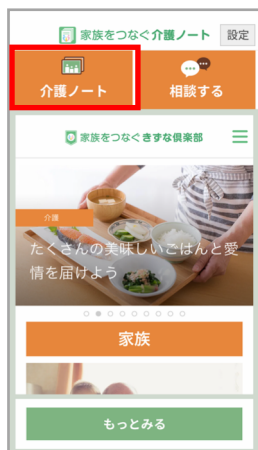 家族をつなぐ介護ノート
設定
介護ノート
相談する
家族をつなぐきずな倶楽部
介護
たくさんの美味しいごはんと愛
情を届けよう
家族
もっとみる